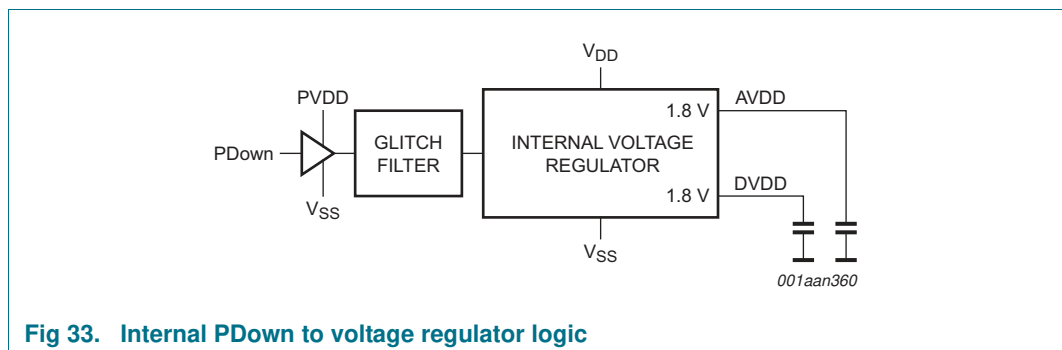 VDD
PVDD
AVDD
1.8 V
PDown
GLITCH
FILTER
INTERNAL VOLTAGE
REGULATOR
DVDD
1.8 V
VSS
VSS
001aan360
Fig 33. Internal PDown to voltage regulator logic